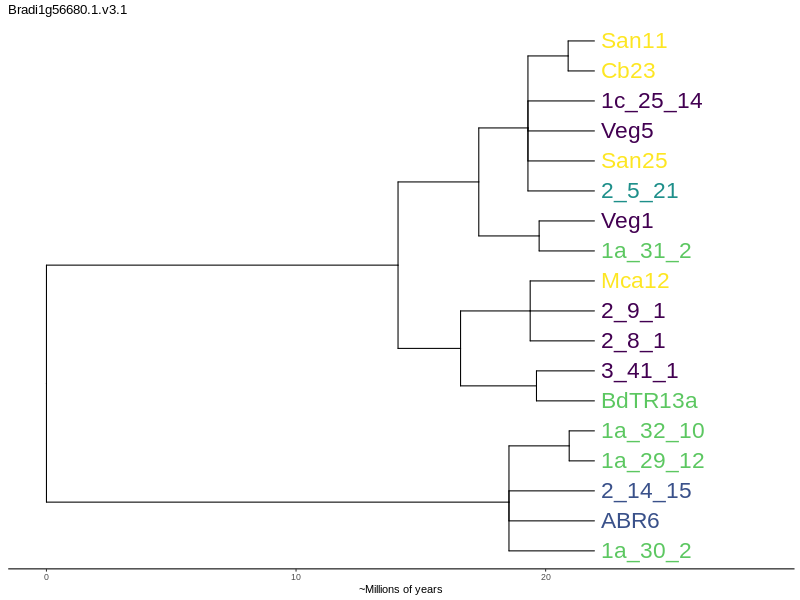 Bradi1g56680.1.v3.1
San11
Cb23
1c_25_14
Veg5
San25
2_5_21
Veg1
1a_31_2
Mca12
2_9_1
2_8_1
3_41_1
BdTR13a
1a_32_10
1a_29_12
2_14_15
ABR6
1a_30_2
0 10 20
~Millions of years